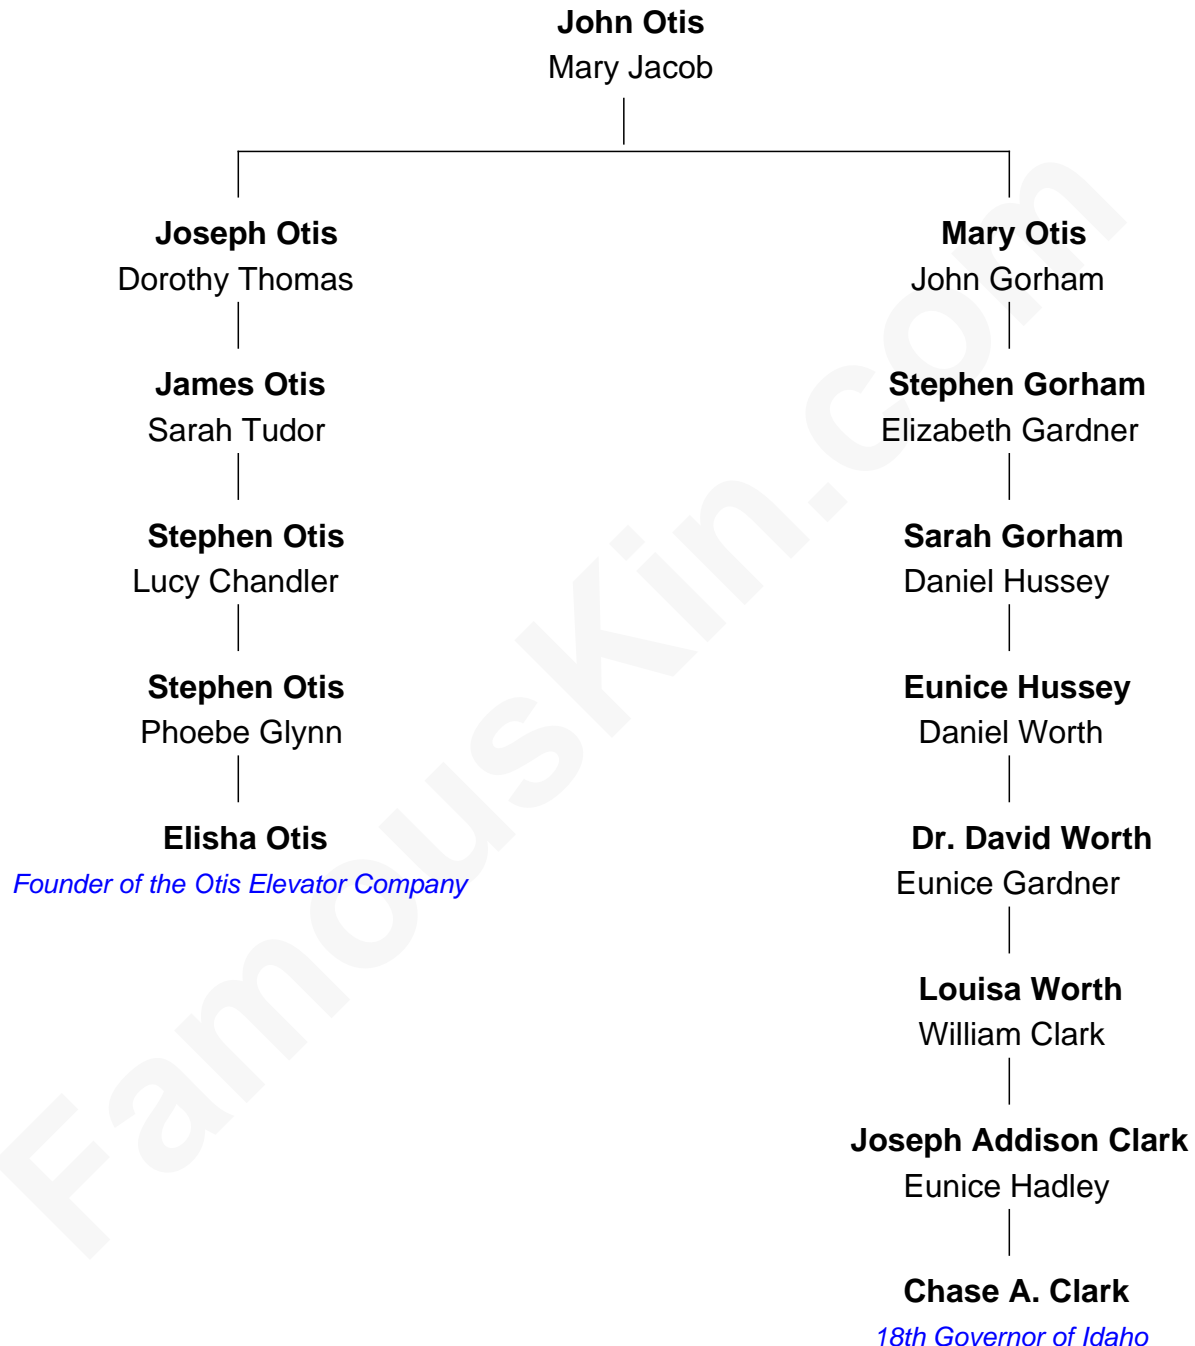 John Otis
Mary Jacob
Joseph Otis
Dorothy Thomas
James Otis
Sarah Tudor
Stephen Otis
Lucy Chandler
Stephen Otis
Phoebe Glynn
Elisha Otis
Founder of the Otis Elevator Company
Mary Otis
John Gorham
Stephen Gorham
Elizabeth Gardner
Sarah Gorham
Daniel Hussey
Eunice Hussey
Daniel Worth
Dr. David Worth
Eunice Gardner
Louisa Worth
William Clark
Joseph Addison Clark
Eunice Hadley
Chase A. Clark
18th Governor of Idaho
FamousKin.com